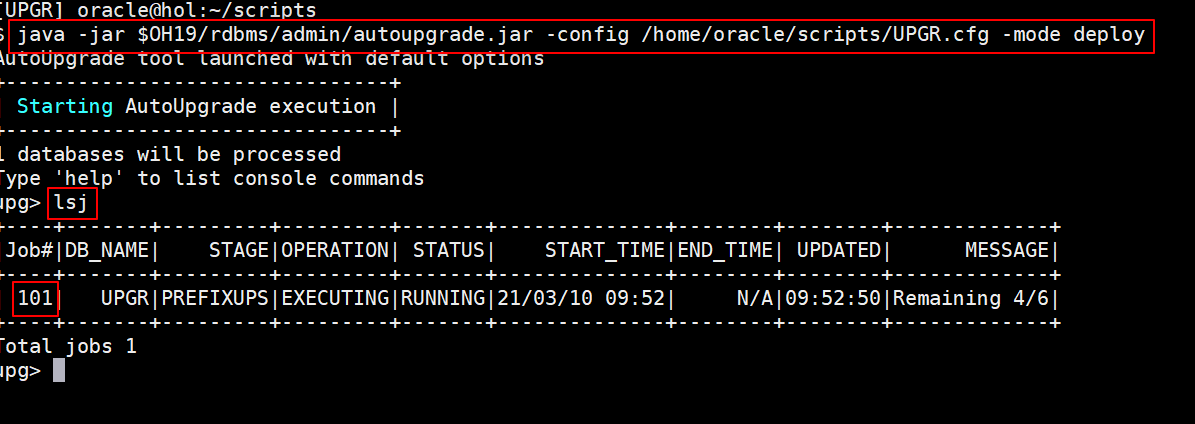 [UPGR] oracle@hol:~/scripts
$ java -jar $OH19/rdbms/admin/autoupgrade.jar -config /home/oracle/scripts/UPGR.cfg -mode deploy
AutoUpgrade tool launched with default options
+--------------------------------+
| Starting AutoUpgrade execution |
+--------------------------------+
1 databases will be processed
Type 'help' to list console commands
upg> lsj
+----+-------+---------+---------+-------+--------------+--------+--------+-------------+
|Job#|DB_NAME|    STAGE|OPERATION| STATUS|    START_TIME|END_TIME| UPDATED|      MESSAGE|
+----+-------+---------+---------+-------+--------------+--------+--------+-------------+
| 101|   UPGR|PREFIXUPS|EXECUTING|RUNNING|21/03/10 09:52|     N/A|09:52:50|Remaining 4/6|
+----+-------+---------+---------+-------+--------------+--------+--------+-------------+
Total jobs 1
upg>